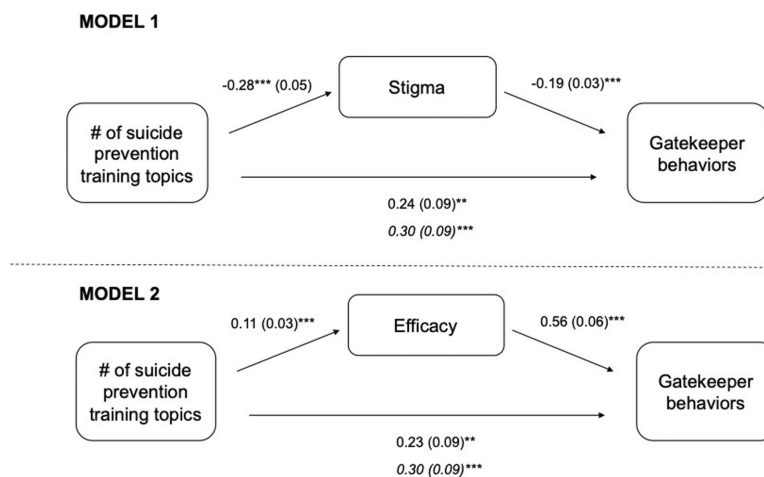 MODEL 1
-0.28*** (0.05)
Stigma
-0.19 (0.03)***
# of suicide
prevention
training topics
Gatekeeper
behaviors
0.24 (0.09)**
0.30 (0.09)***
MODEL 2
0.11 (0.03)***
Efficacy
0.56 (0.06)***
# of suicide
prevention
training topics
Gatekeeper
behaviors
0.23 (0.09)**
0.30 (0.09)***